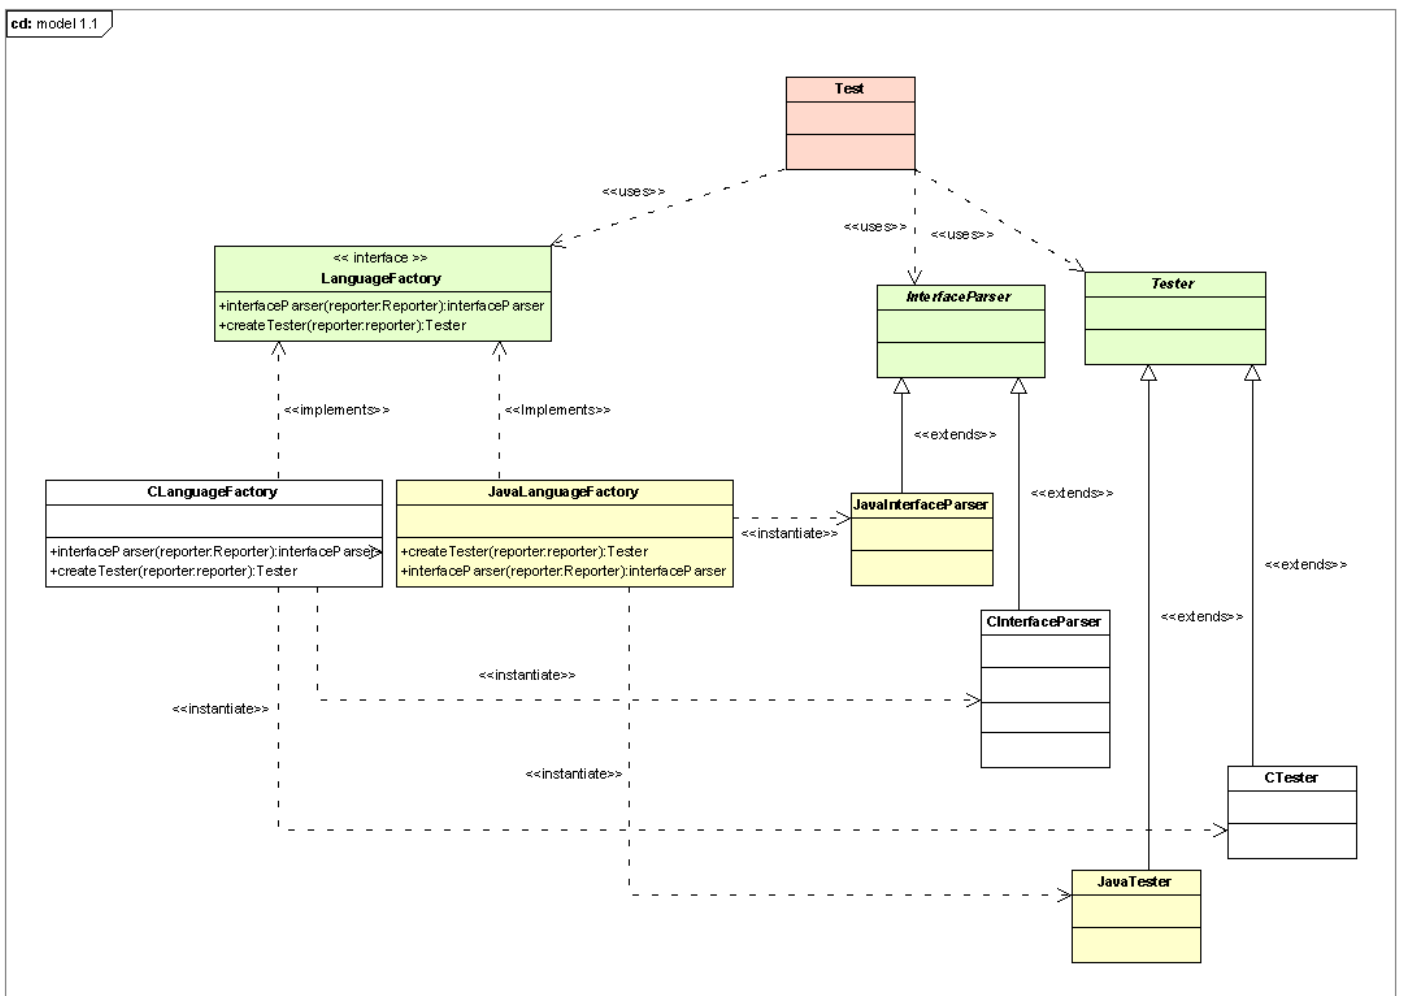 cd: model 1.1
Test
<<uses>>
<<uses>>
<<uses>>
<< interface >>
LanguageFactory
+interfaceParser(reporter:Reporter):interfaceParser
+createTester(reporter:reporter):Tester
InterfaceParser
Tester
<<implements>>
<<Implements>>
<<extends>>
<<extends>>
<<extends>>
<<extends>>
CLanguageFactory
+interfaceParser(reporter:Reporter):interfaceParser
+createTester(reporter:reporter):Tester
JavaLanguageFactory
+createTester(reporter:reporter):Tester
+interfaceParser(reporter:Reporter):interfaceParser
<<instantiate>>
JavaInterfaceParser
CInterfaceParser
<<instantiate>>
<<instantiate>>
<<instantiate>>
CTester
JavaTester